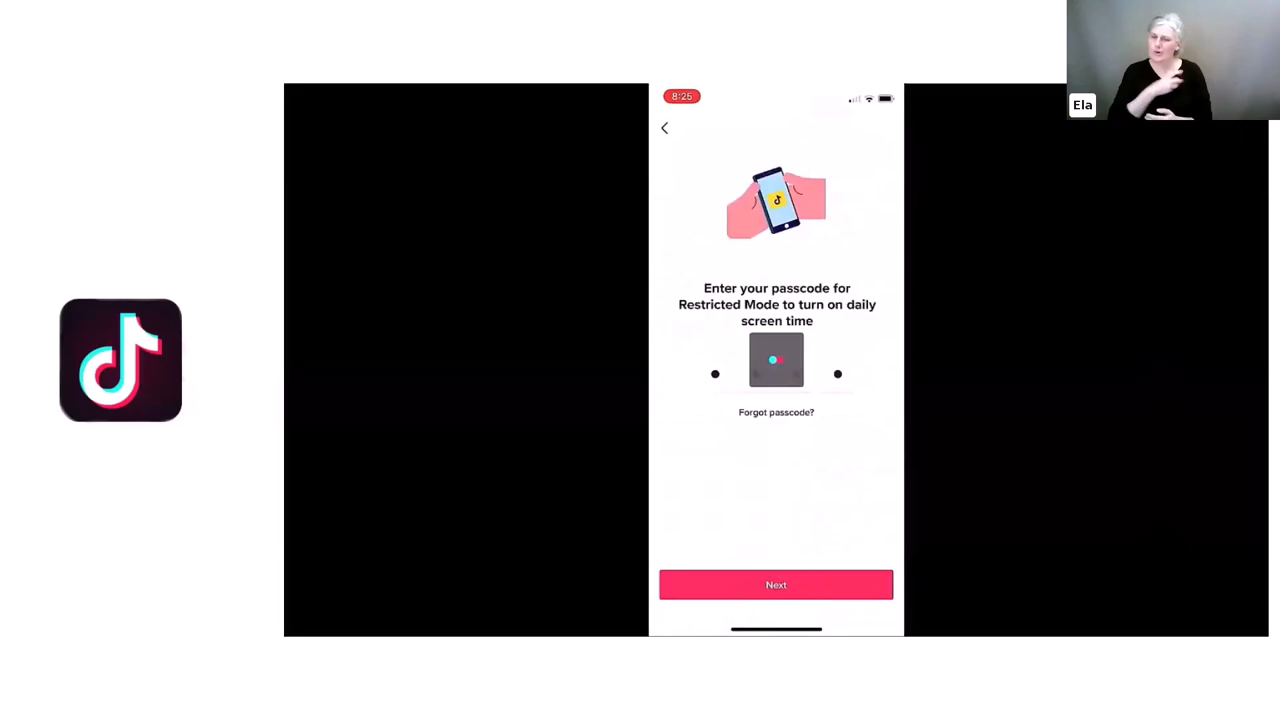 8:25
Ela
Enter your passcode for
Restricted Mode to turn on daily
screen time
Forgot passcode?
Next